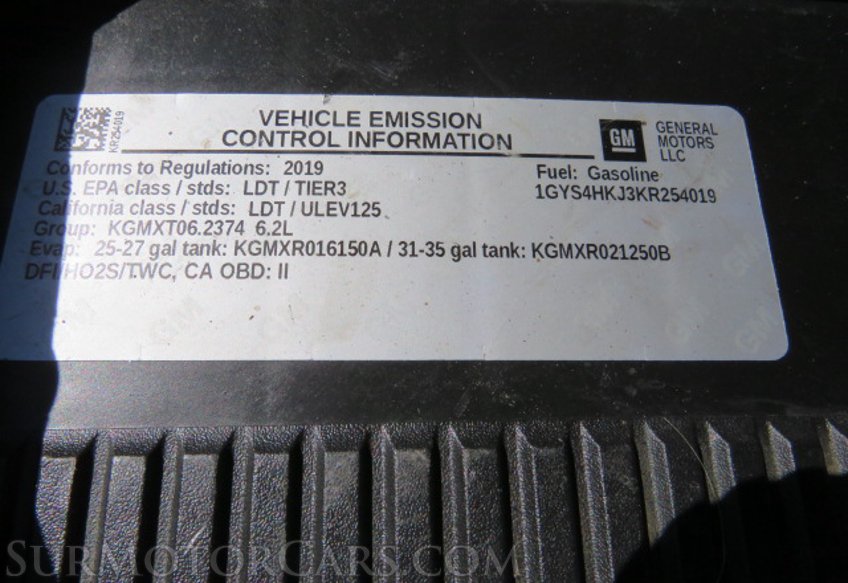 KR254019
VEHICLE EMISSION
CONTROL INFORMATION
GM
GENERAL
MOTORS
LLC
Conforms to Regulations: 2019
U.S. EPA class / stds: LDT / TIER3
California class / stds: LDT / ULEV125
Group: KGMXT06.2374 6.2L
Evap: 25-27 gal tank: KGMXR016150A / 31-35 gal tank: KGMXR021250B
DFI/HO2S/TWC, CA OBD: II
Fuel: Gasoline
1GYS4HKJ3KR254019
SURMOTORCARS.COM